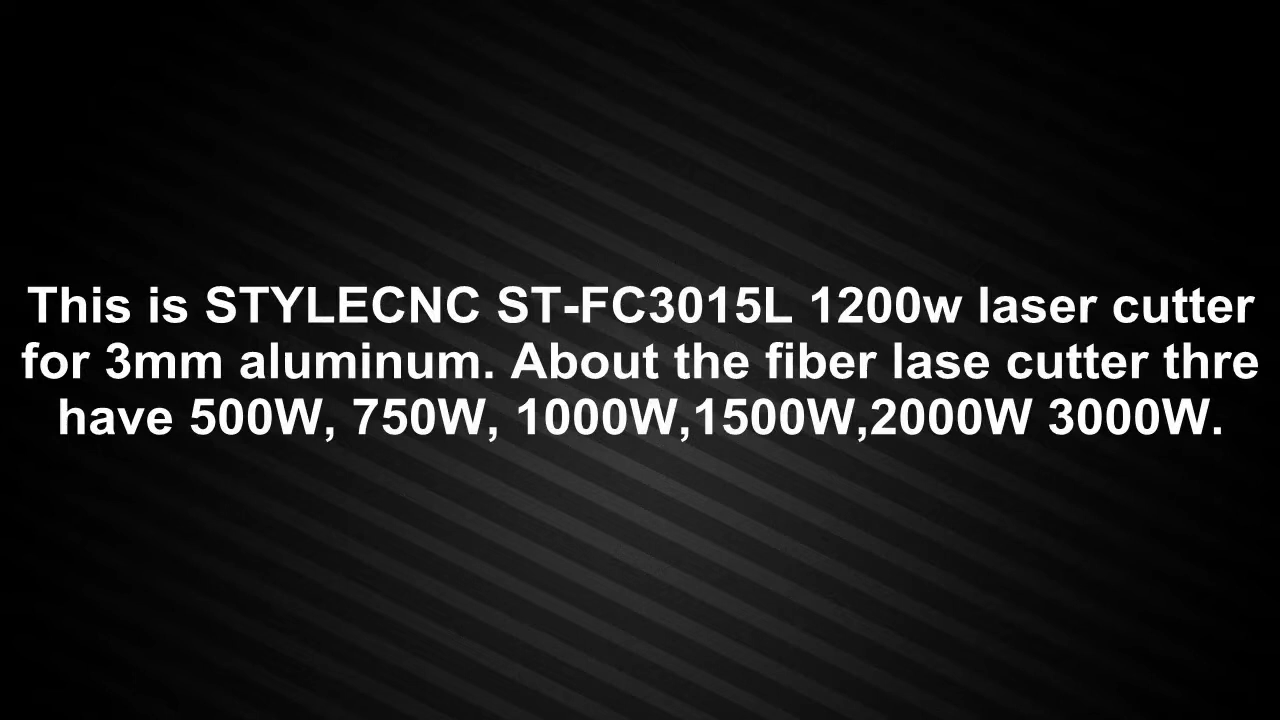 This is STYLECNC ST-FC3015L 1200w laser cutter
for 3mm aluminum. About the fiber lase cutter thre
have 500W, 750W, 1000W,1500W,2000W 3000W.